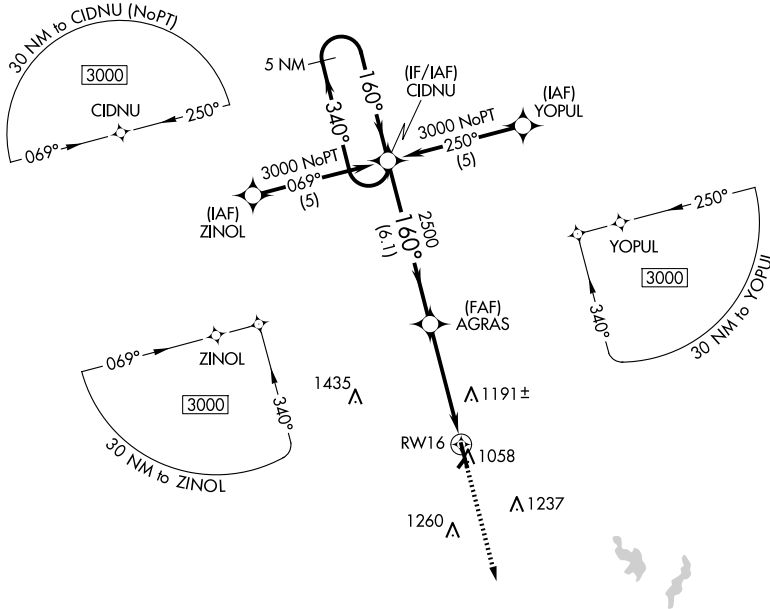 30 NM to CIDNU (NoPT)
3000
CIDNU
250°
069°
5 NM
160°
340°
(IF/IAF)
CIDNU
(IAF)
YOPUL
3000 NoPT
250°
(5)
3000 NoPT
069°
(5)
(IAF)
ZINOL
2500
160°
(6.1)
250°
YOPUL
3000
340°
30 NM to YOPUL
(FAF)
AGRAS
069°
ZINOL
3000
340°
30 NM to ZINOL
1435
1191±
RW16
1058
1260
1237